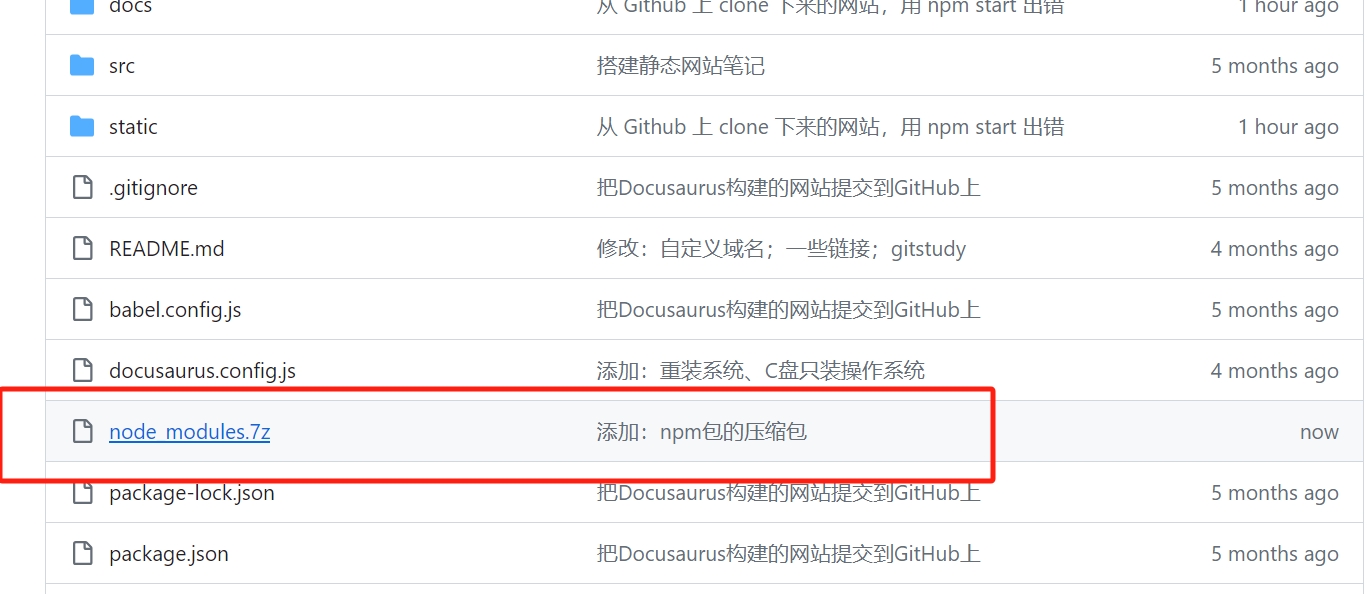 docs 从 Github 上 clone 下来的网站，用 npm start 出错 1 hour ago
src 搭建静态网站笔记 5 months ago
static 从 Github 上 clone 下来的网站，用 npm start 出错 1 hour ago
.gitignore 把Docusaurus构建的网站提交到GitHub上 5 months ago
README.md 修改：自定义域名；一些链接；gitstudy 4 months ago
babel.config.js 把Docusaurus构建的网站提交到GitHub上 5 months ago
docusaurus.config.js 添加：重装系统、C盘只装操作系统 4 months ago
node_modules.7z 添加：npm包的压缩包 now
package-lock.json 把Docusaurus构建的网站提交到GitHub上 5 months ago
package.json 把Docusaurus构建的网站提交到GitHub上 5 months ago